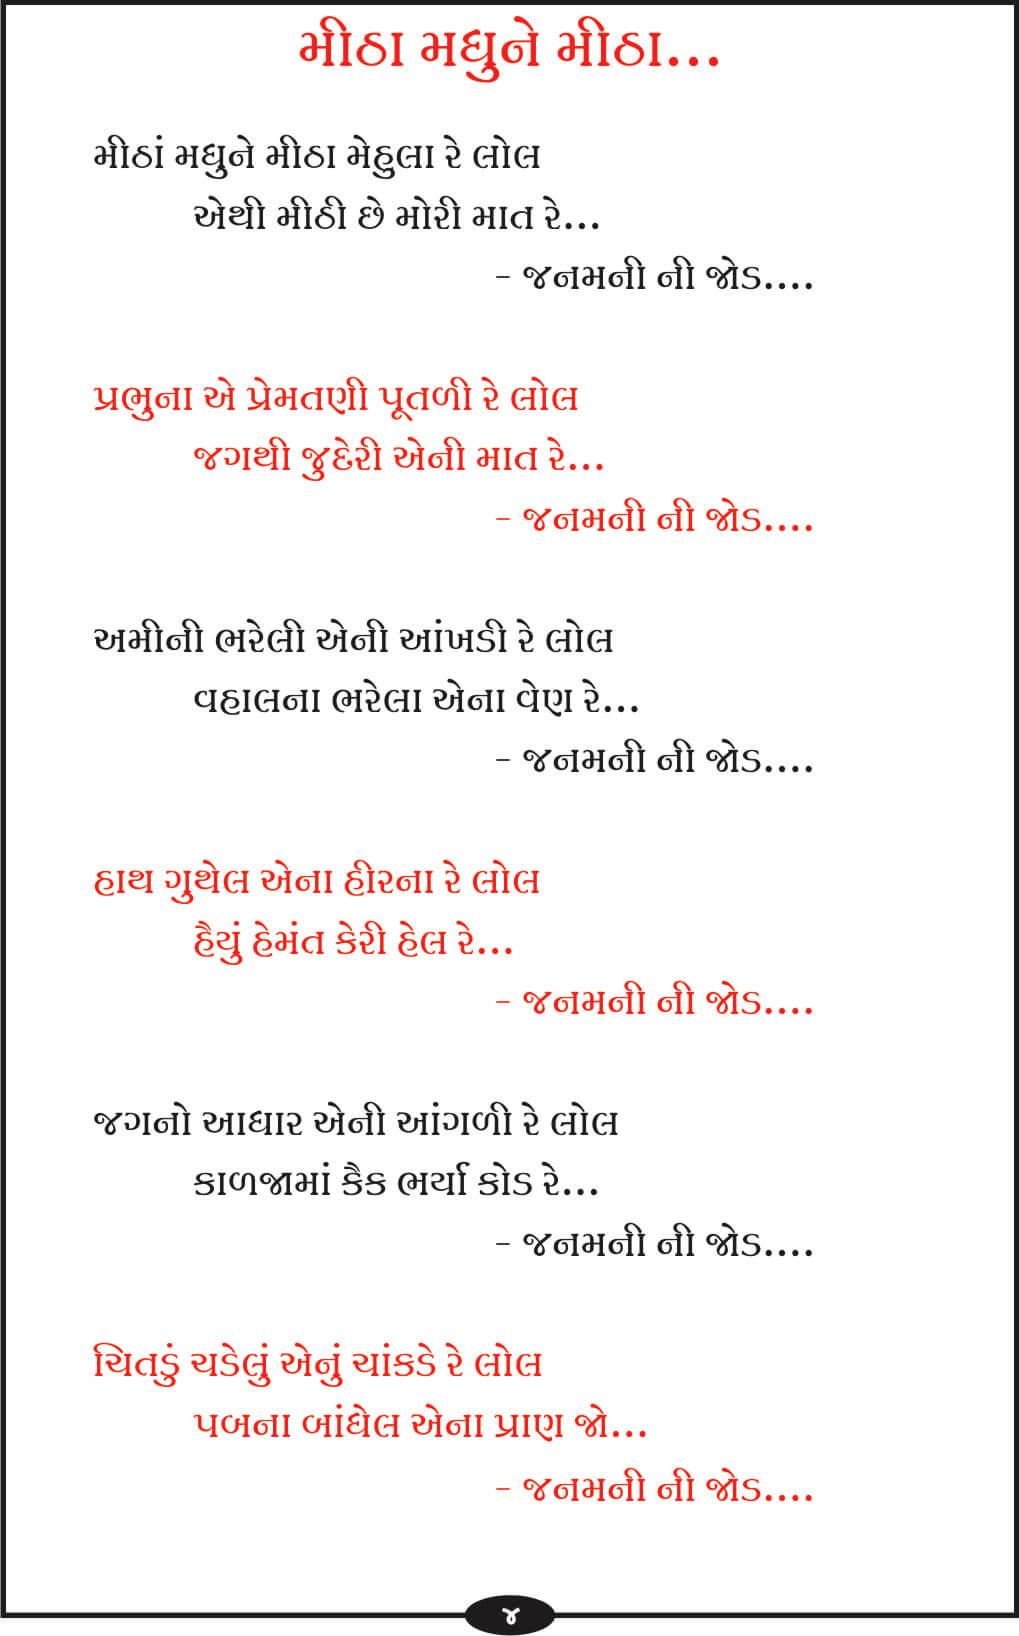 મીઠા મધુને મીઠા...
મીઠાં મધુને મીઠા મેહુલા રે લોલ
એથી મીઠી છે મોરી માત રે...
- જનમની ની જોડ....
પ્રભુના એ પ્રેમતણી પૂતળી રે લોલ
જગથી જુદેરી એની માત રે...
- જનમની ની જોડ....
અમીની ભરેલી એની આંખડી રે લોલ
વહાલના ભરેલા એના વેણ રે...
- જનમની ની જોડ....
હાથ ગુથેલ એના હીરના રે લોલ
હૈયું હેમંત કેરી હેલ રે...
- જનમની ની જોડ....
જગનો આધાર એની આંગળી રે લોલ
કાળજામાં કૈક ભર્યા કોડ રે...
- જનમની ની જોડ....
ચિતડું ચડેલું એનું ચાંકડે રે લોલ
પબના બાંધેલ એના પ્રાણ જો...
- જનમની ની જોડ....
૪